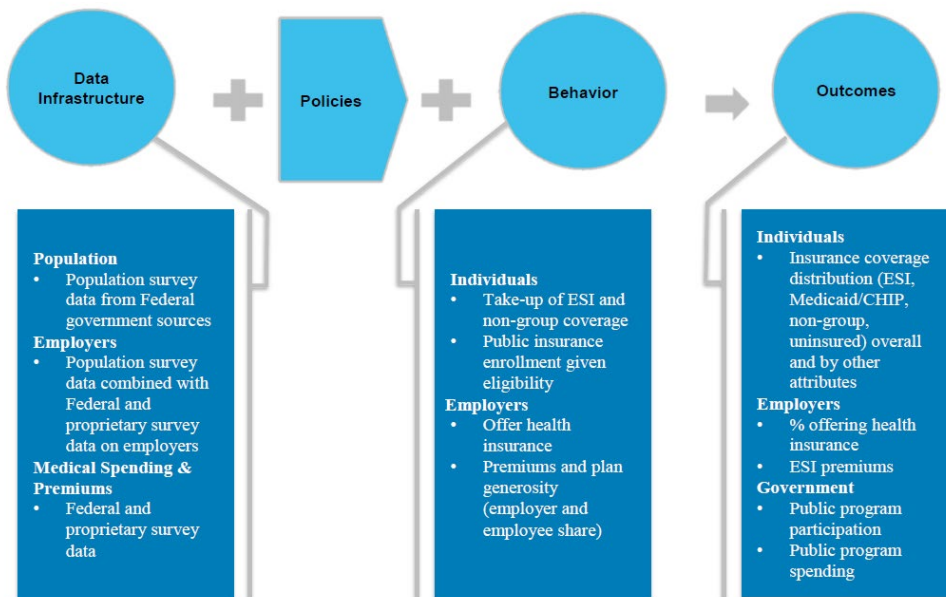 Data
Infrastructure
Policies
Behavior
Outcomes
Population
• Population survey
data from Federal
government sources
Employers
• Population survey
data combined with
Federal and
proprietary survey
data on employers
Medical Spending &
Premiums
• Federal and
proprietary survey
data
Individuals
• Take-up of ESI and
non-group coverage
• Public insurance
enrollment given
eligibility
Employers
• Offer health
insurance
• Premiums and plan
generosity
(employer and
employee share)
Individuals
• Insurance coverage
distribution (ESI,
Medicaid/CHIP,
non-group,
uninsured) overall
and by other
attributes
Employers
• % offering health
insurance
• ESI premiums
Government
• Public program
participation
• Public program
spending